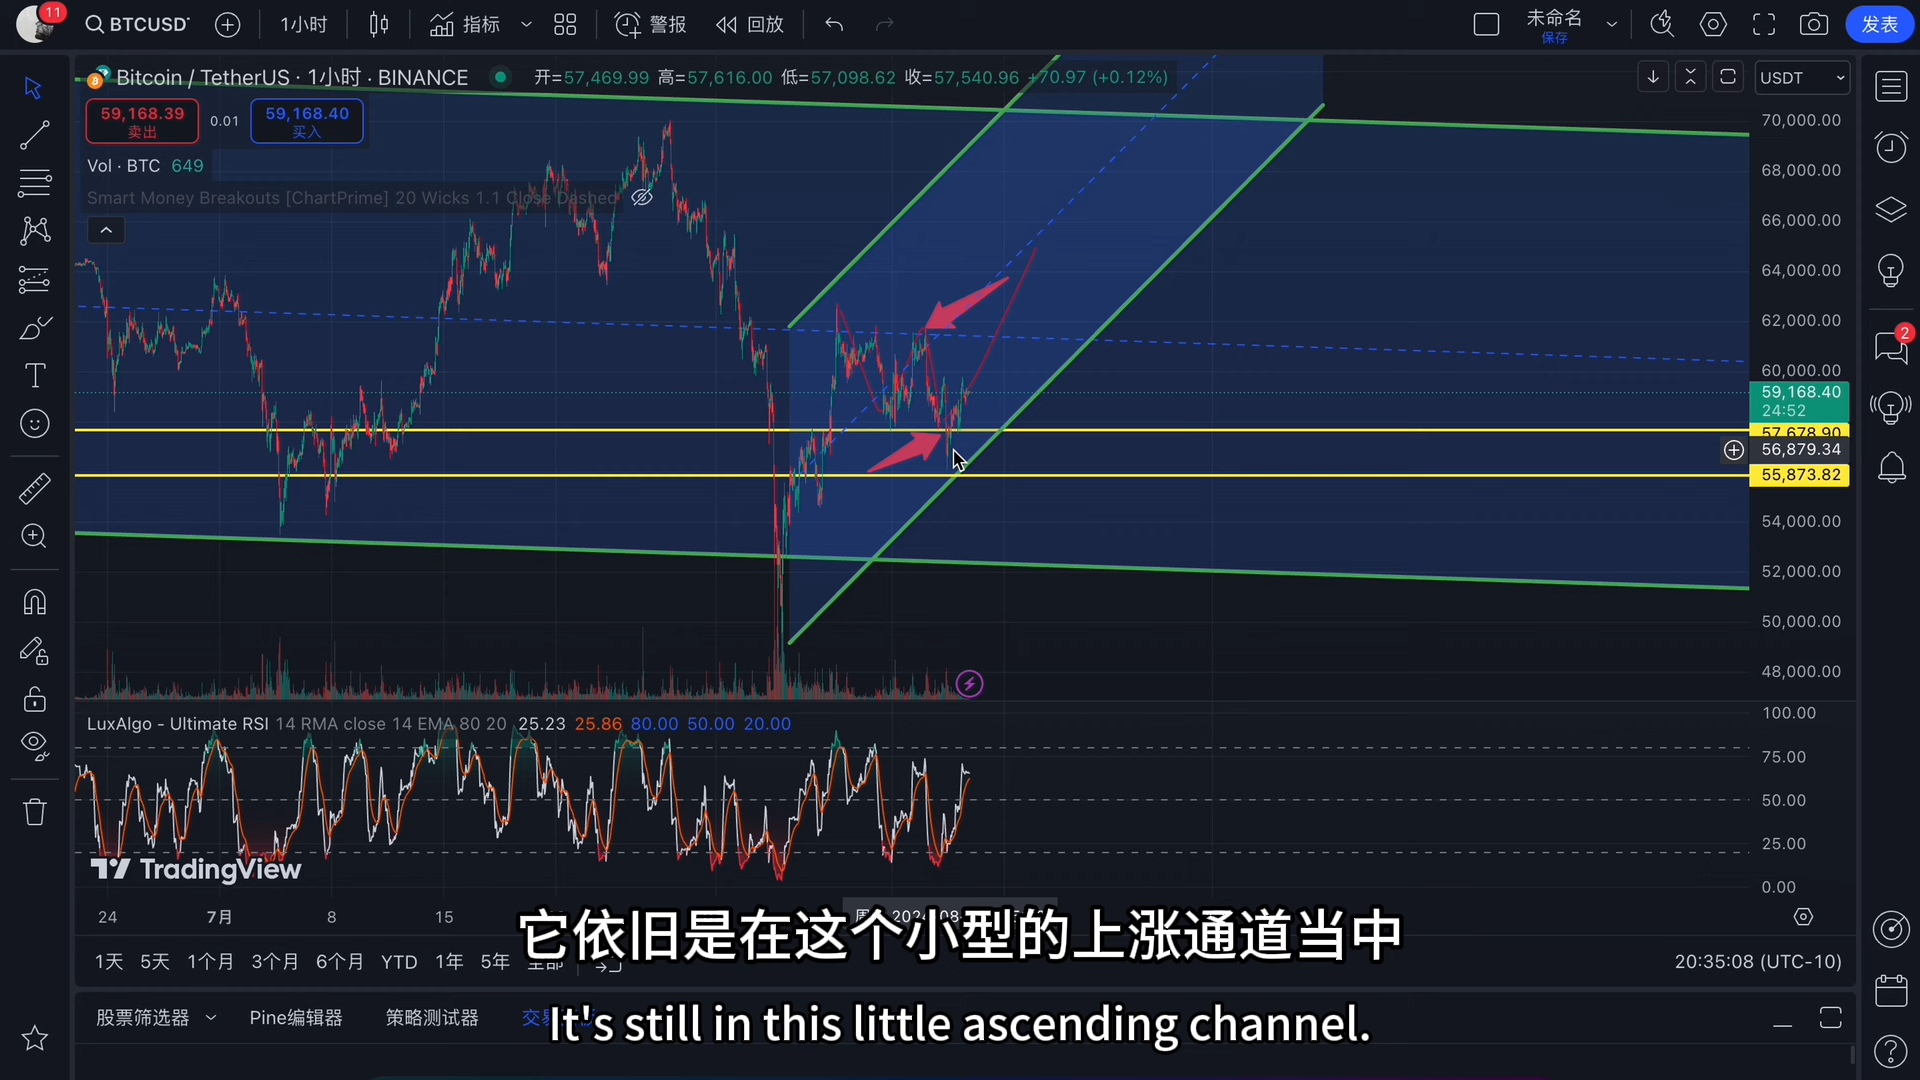 11
BTCUSD
1小时
指标
警报
回放
未命名
保存
发表
Bitcoin / TetherUS · 1小时 · BINANCE
开=57,469.99 高=57,616.00 低=57,098.62 收=57,540.96 +70.97 (+0.12%)
USDT
59,168.39
卖出
0.01
59,168.40
买入
Vol · BTC 649
Smart Money Breakouts [ChartPrime] 20 Wicks 1.1 Close Dashed
70,000.00
68,000.00
66,000.00
64,000.00
62,000.00
60,000.00
59,168.40
24:52
57,678.90
56,879.34
55,873.82
54,000.00
52,000.00
50,000.00
48,000.00
2
LuxAlgo - Ultimate RSI 14 RMA close 14 EMA 80 20 25.23 25.86 80.00 50.00 20.00
100.00
75.00
50.00
25.00
0.00
TradingView
24
7月
8
15
它依旧是在这个小型的上涨通道当中
1天 5天 1个月 3个月 6个月 YTD 1年 5年 全部
20:35:08 (UTC-10)
股票筛选器
Pine编辑器
策略测试器
It's still in this little ascending channel.